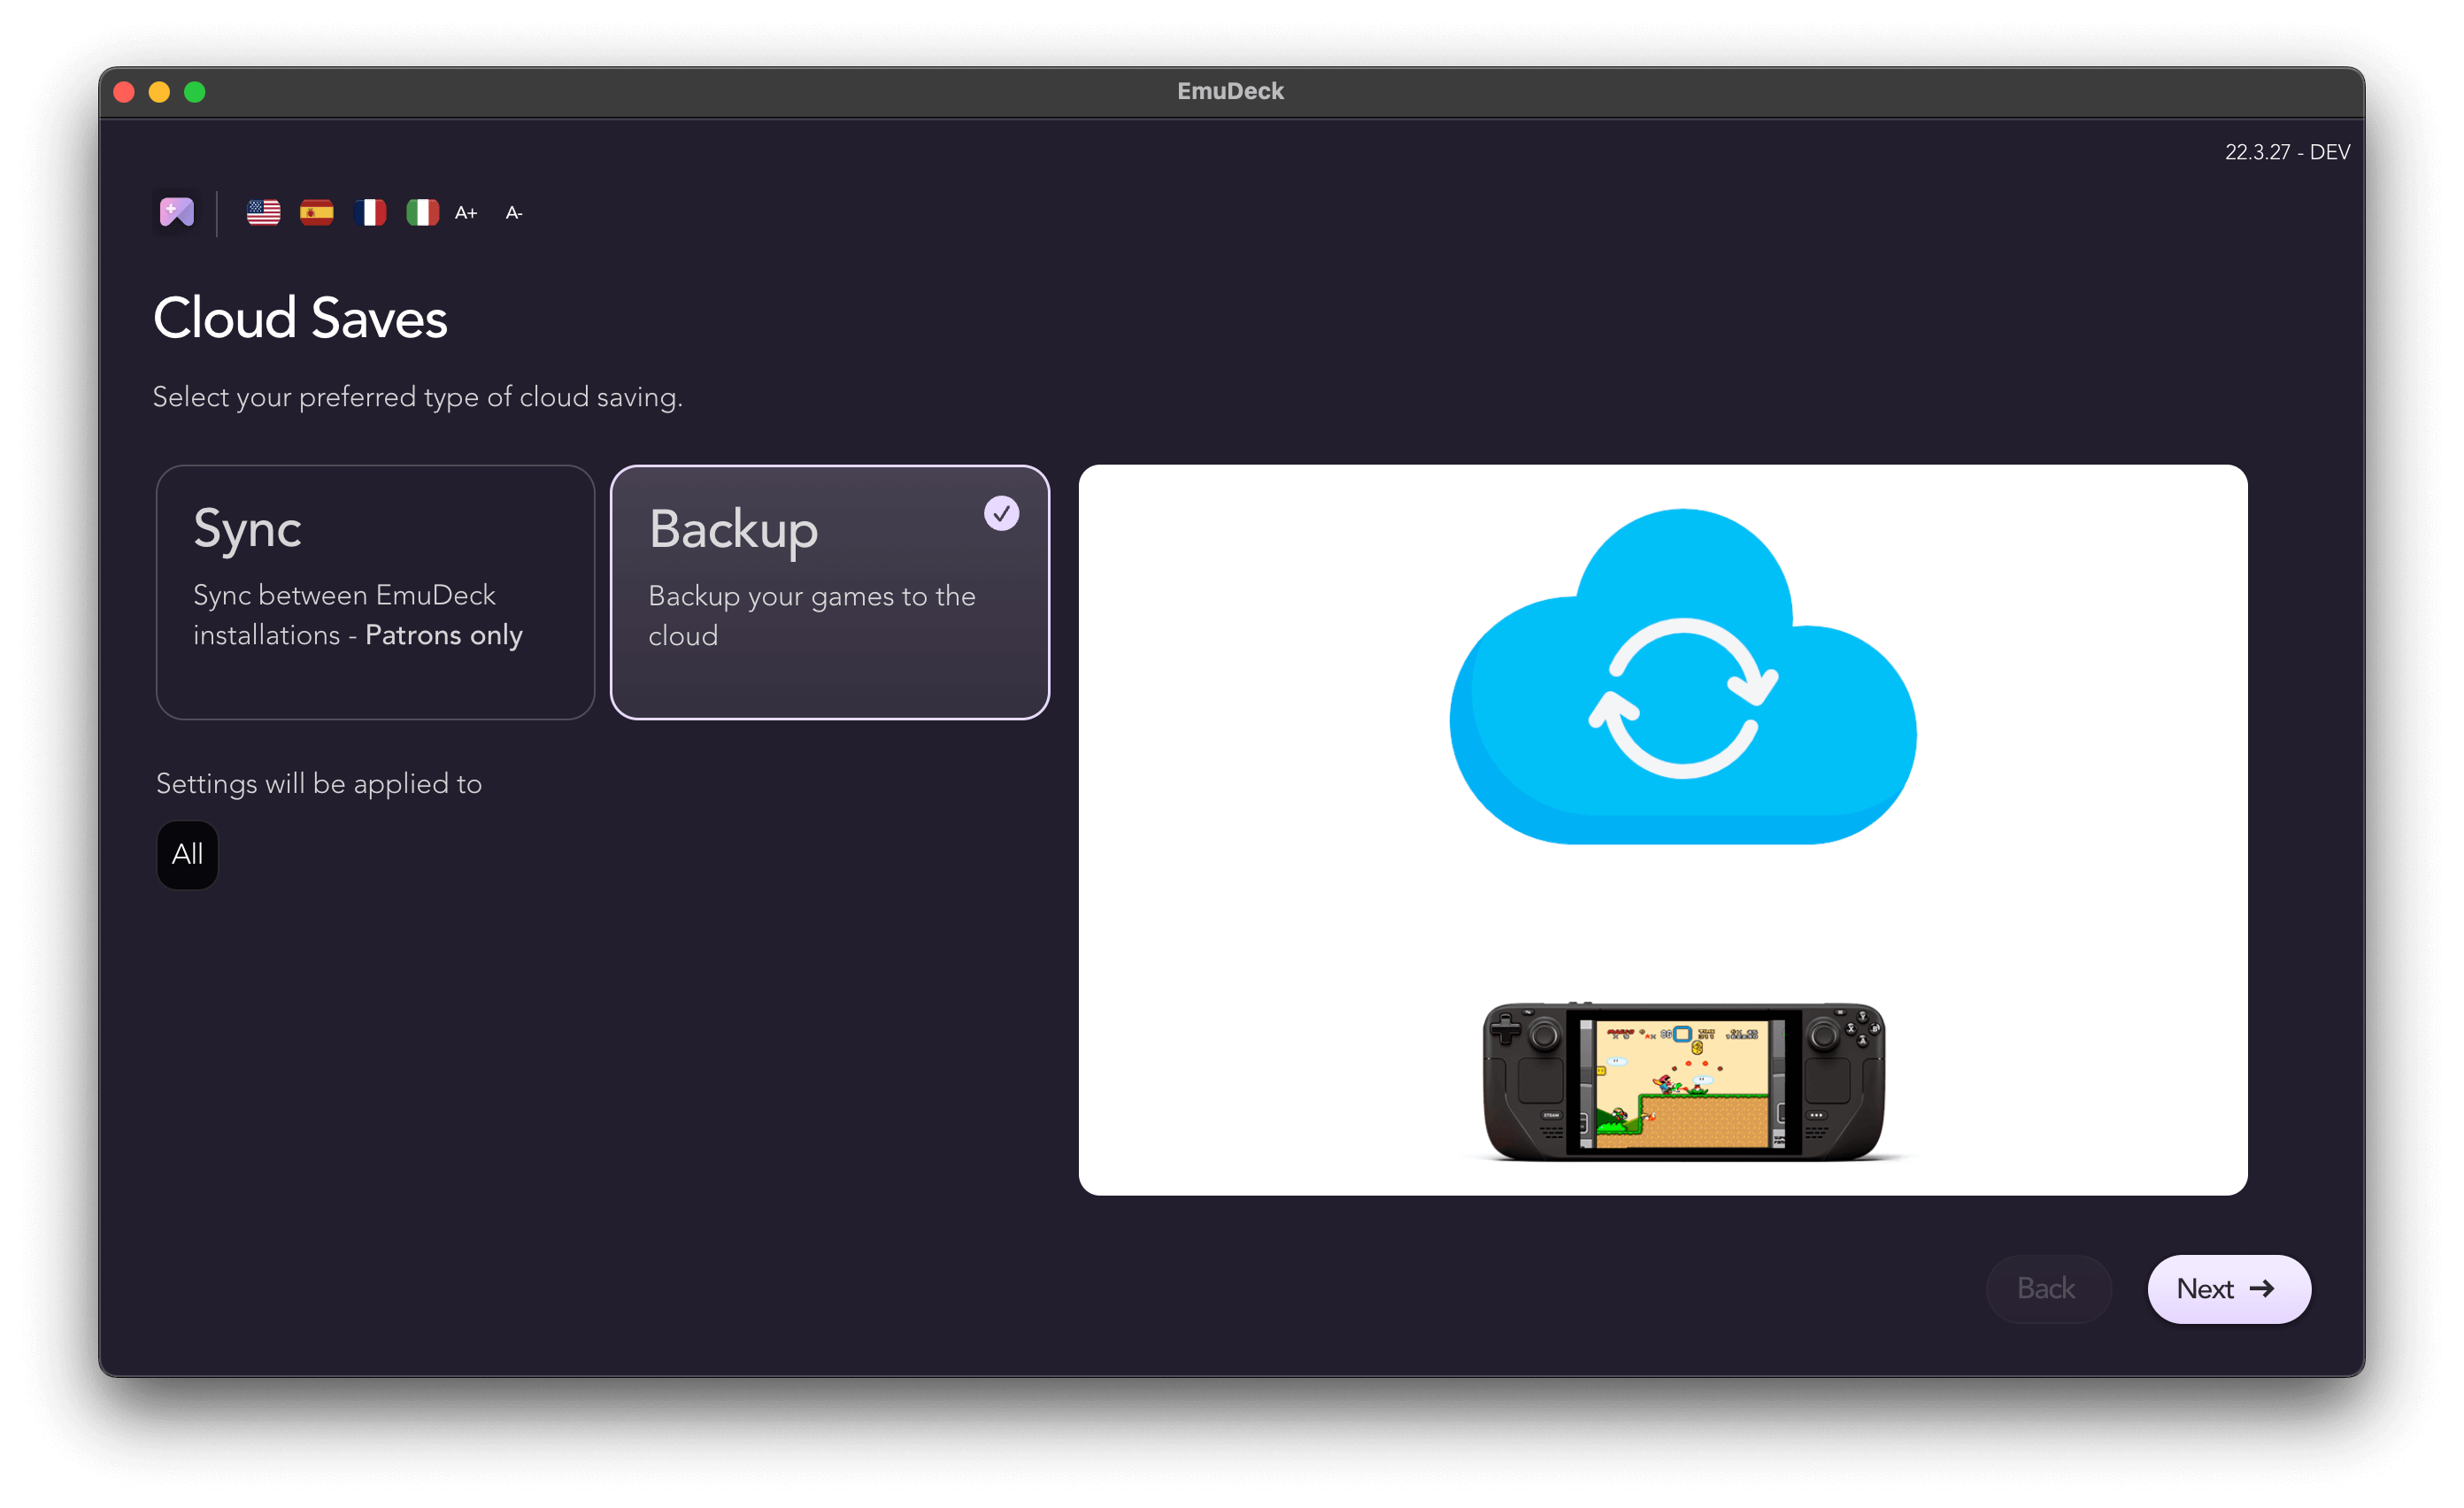 EmuDeck
22.3.27 - DEV
A+ A-
Cloud Saves
Select your preferred type of cloud saving.
Sync
Sync between EmuDeck
installations - Patrons only
Backup
Backup your games to the
cloud
Settings will be applied to
All
STEAM
Back
Next →